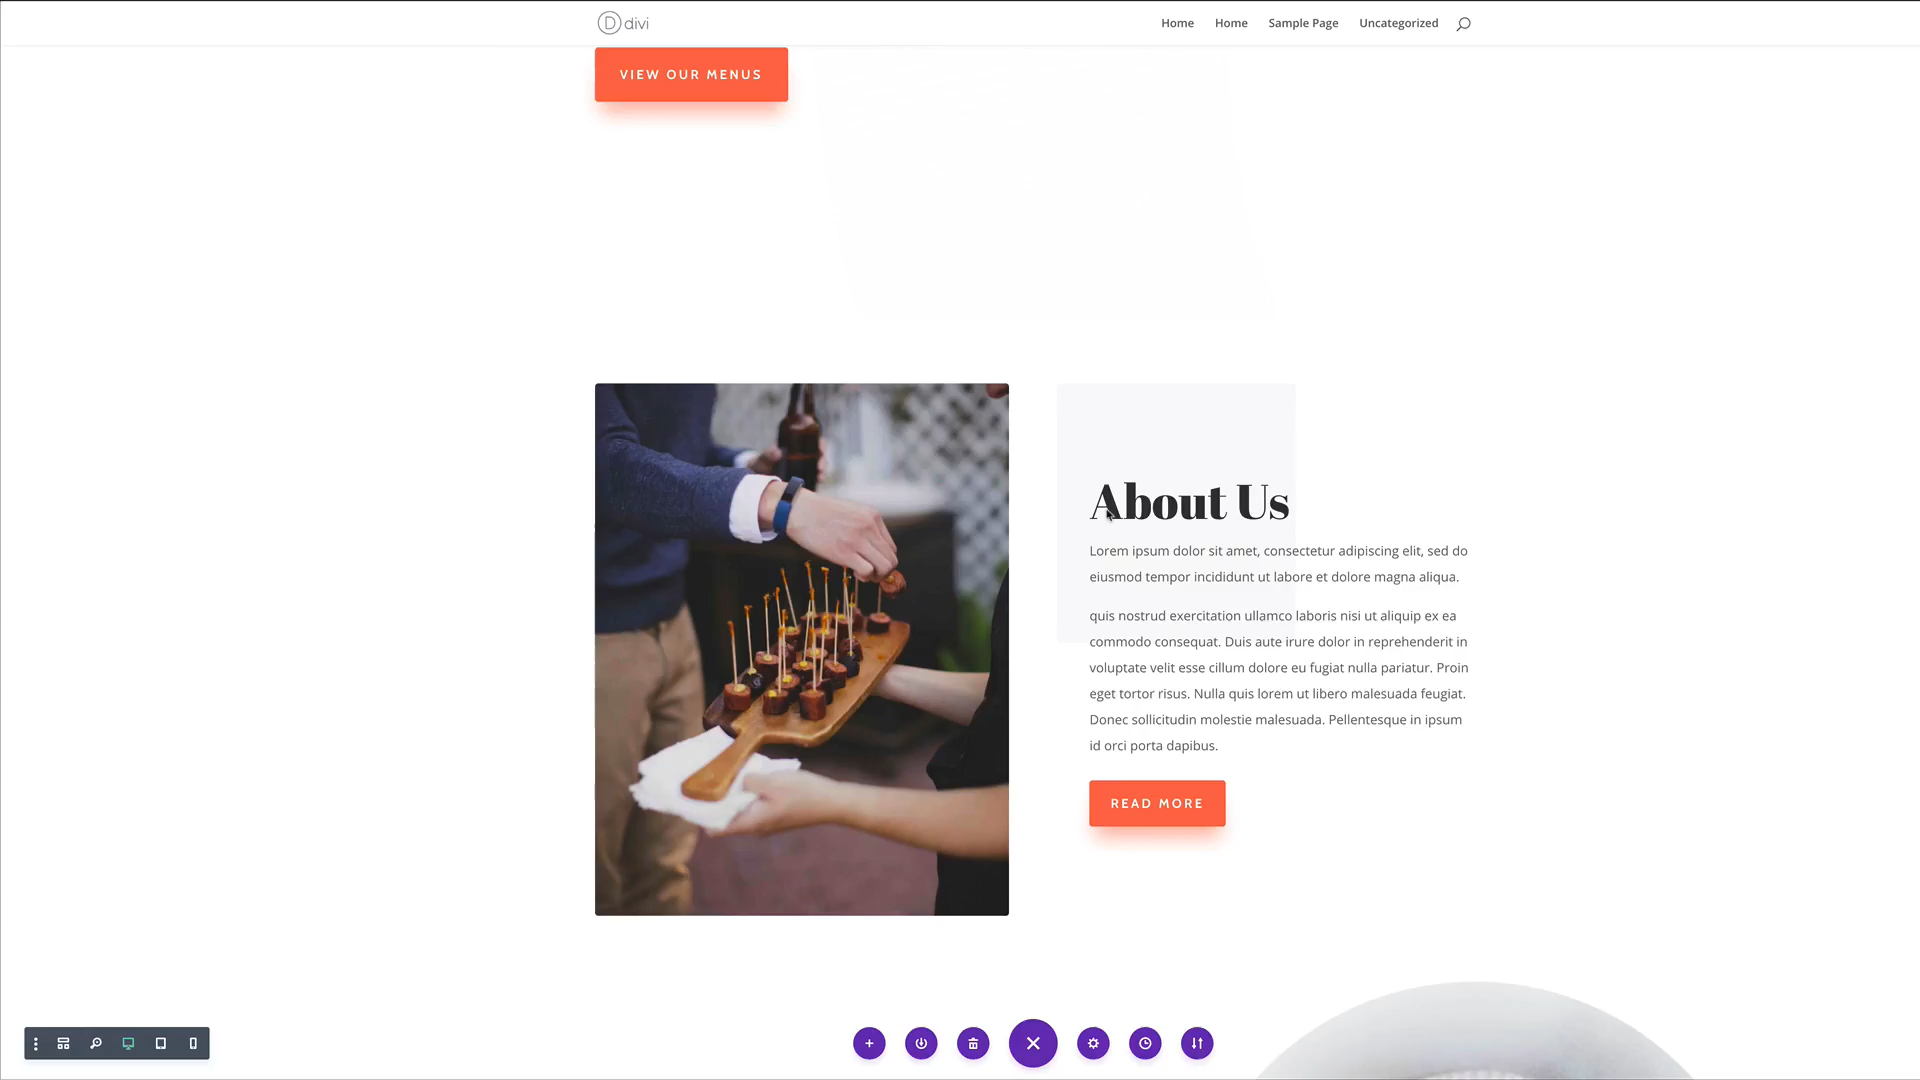 D divi
Home
Home
Sample Page
Uncategorized
VIEW OUR MENUS
About Us
Lorem ipsum dolor sit amet, consectetur adipiscing elit, sed do
eiusmod tempor incididunt ut labore et dolore magna aliqua.
quis nostrud exercitation ullamco laboris nisi ut aliquip ex ea
commodo consequat. Duis aute irure dolor in reprehenderit in
voluptate velit esse cillum dolore eu fugiat nulla pariatur. Proin
eget tortor risus. Nulla quis lorem ut libero malesuada feugiat.
Donec sollicitudin molestie malesuada. Pellentesque in ipsum
id orci porta dapibus.
READ MORE